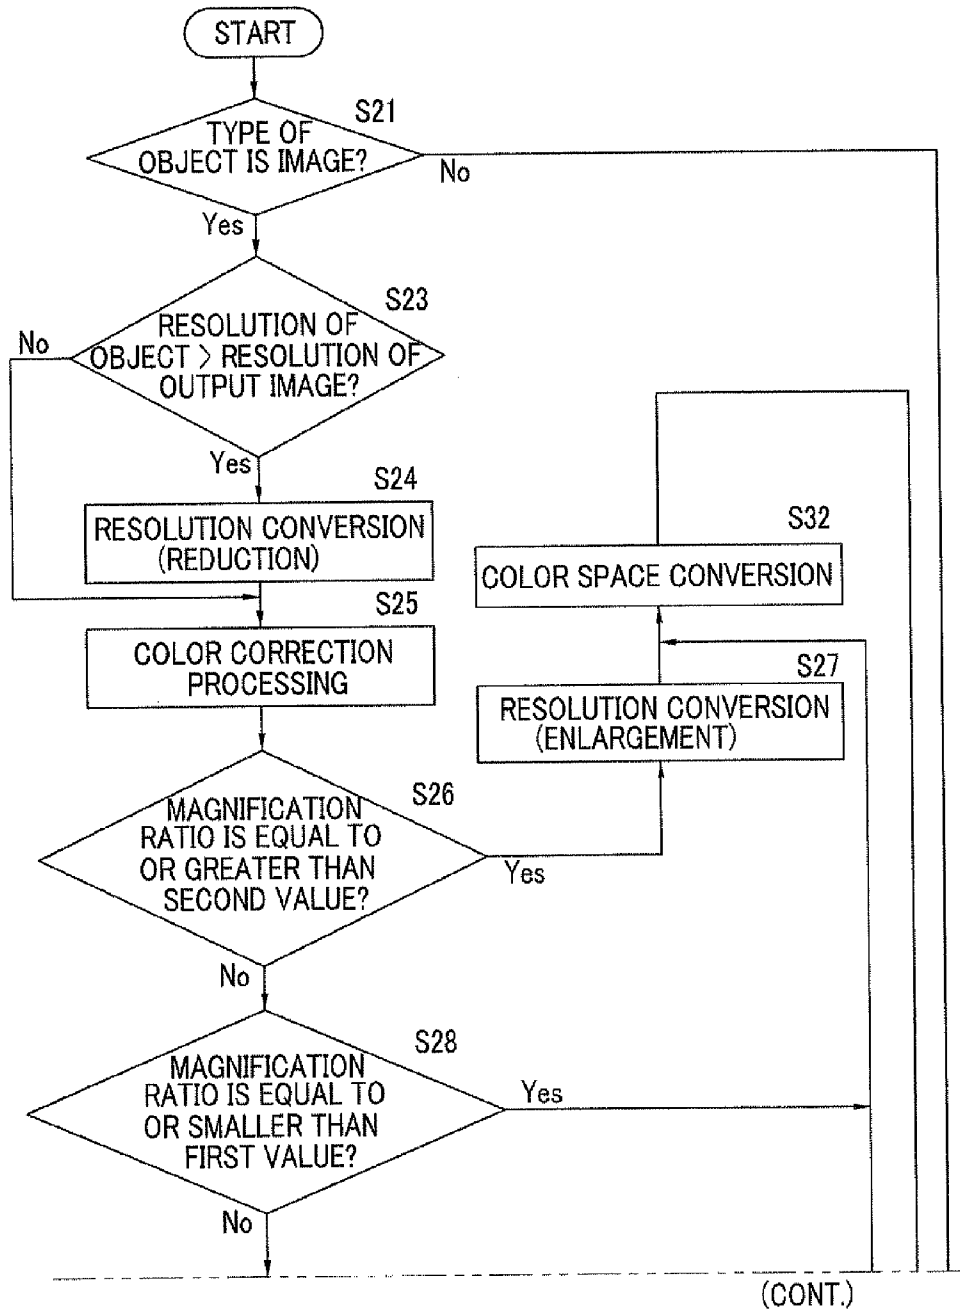 START
S21
TYPE OF
OBJECT IS IMAGE?
No
Yes
S23
RESOLUTION OF
OBJECT > RESOLUTION OF
OUTPUT IMAGE?
No
Yes
S24
RESOLUTION CONVERSION
(REDUCTION)
S25
COLOR CORRECTION
PROCESSING
S32
COLOR SPACE CONVERSION
S27
RESOLUTION CONVERSION
(ENLARGEMENT)
S26
MAGNIFICATION
RATIO IS EQUAL TO
OR GREATER THAN
SECOND VALUE?
Yes
No
S28
MAGNIFICATION
RATIO IS EQUAL TO
OR SMALLER THAN
FIRST VALUE?
Yes
No
(CONT.)